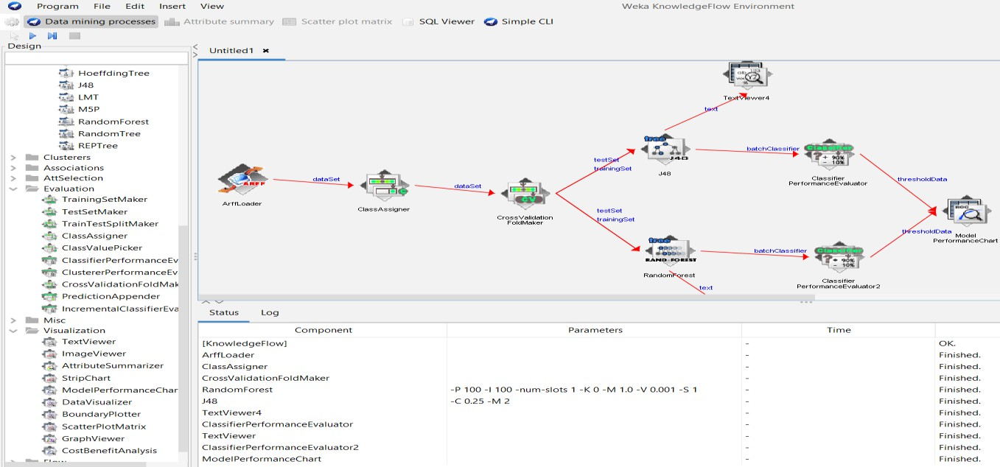 Program File Edit Insert View Weka KnowledgeFlow Environment
Data mining processes Attribute summary Scatter plot matrix SQL Viewer Simple CLI
Design
Untitled1
HoeffdingTree
J48
LMT
M5P
RandomForest
RandomTree
REPTree
Clusterers
Associations
AttSelection
Evaluation
TrainingSetMaker
TestSetMaker
TrainTestSplitMaker
ClassAssigner
ClassValuePicker
ClassifierPerformanceEv
ClustererPerformanceEv
CrossValidationFoldMak
PredictionAppender
IncrementalClassifierEva
Misc
Visualization
TextViewer
ImageViewer
AttributeSummarizer
StripChart
ModelPerformanceChar
DataVisualizer
BoundaryPlotter
ScatterPlotMatrix
GraphViewer
CostBenefitAnalysis
Flow
ARFF
ArffLoader
dataSet
ClassAssigner
dataSet
CV
CrossValidation
FoldMaker
testSet
trainingSet
testSet
trainingSet
tree
J48
J48
text
TextViewer4
batchClassifier
Classifier
? + 90%
- 10%
Classifier
PerformanceEvaluator
thresholdData
tree
RAND-FOREST
RandomForest
text
batchClassifier
Classifier
? + 90%
- 10%
Classifier
PerformanceEvaluator2
thresholdData
ROC
Model
PerformanceChart
Status Log
Component Parameters Time
[KnowledgeFlow] - OK.
ArffLoader - Finished.
ClassAssigner - Finished.
CrossValidationFoldMaker - Finished.
RandomForest -P 100 -I 100 -num-slots 1 -K 0 -M 1.0 -V 0.001 -S 1 - Finished.
J48 -C 0.25 -M 2 - Finished.
TextViewer4 - Finished.
ClassifierPerformanceEvaluator - Finished.
TextViewer - Finished.
ClassifierPerformanceEvaluator2 - Finished.
ModelPerformanceChart - Finished.